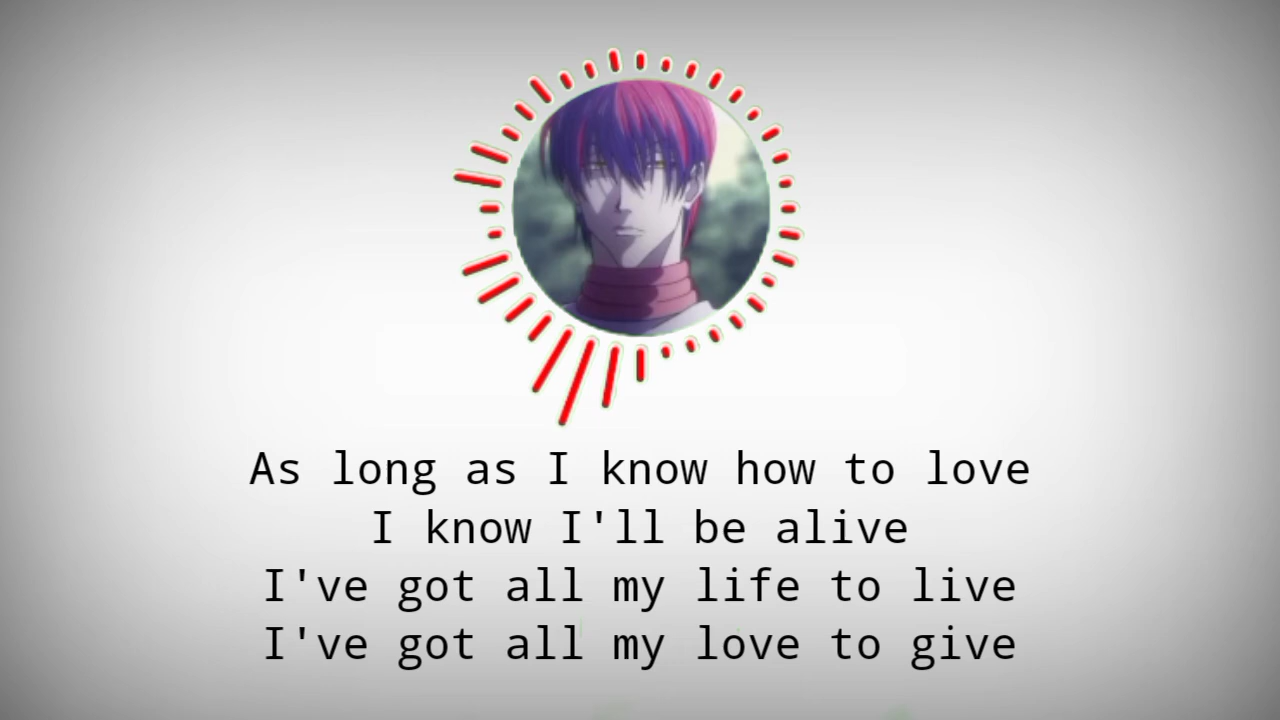 As long as I know how to love
I know I'll be alive
I've got all my life to live
I've got all my love to give